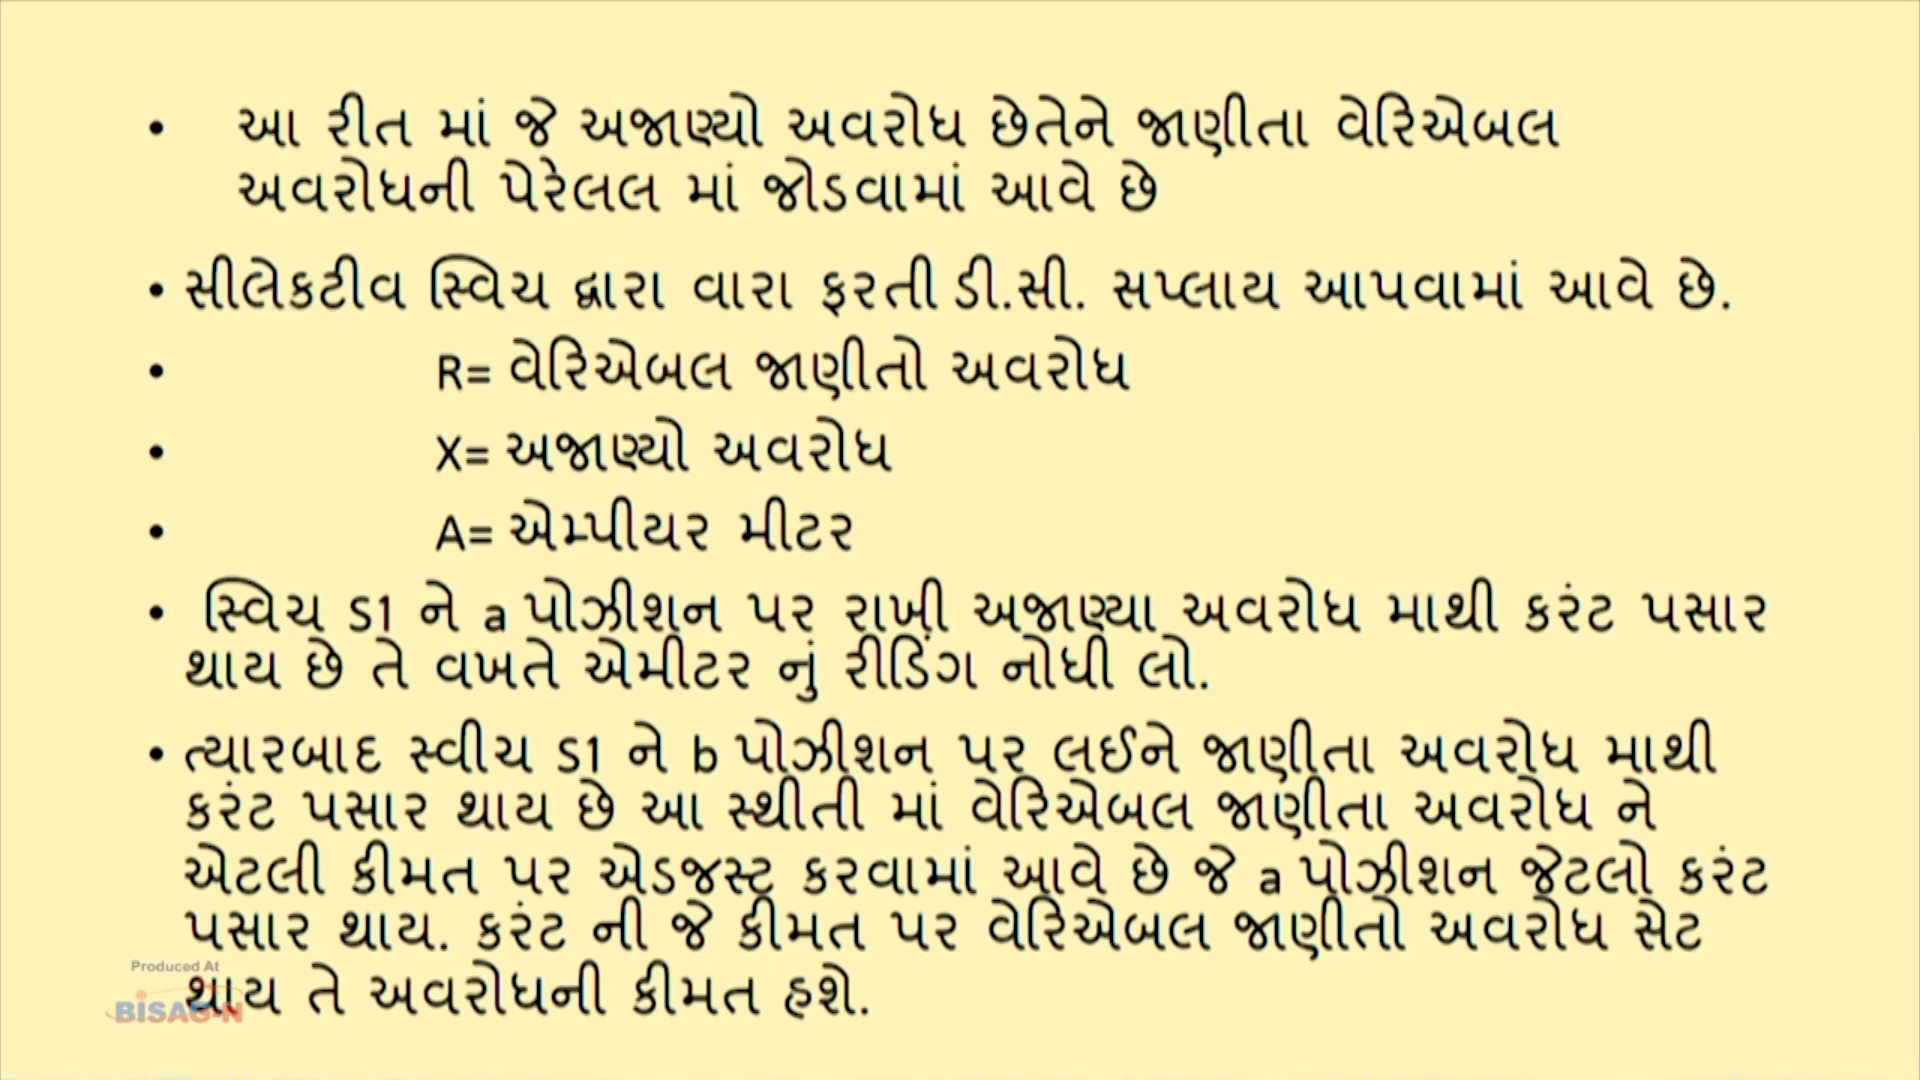 • આ રીત માં જે અજાણ્યો અવરોધ છેતેને જાણીતા વેરિએબલ
અવરોધની પેરેલલ માં જોડવામાં આવે છે
• સીલેકટીવ સ્વિચ દ્વારા વારા ફરતી ડી.સી. સપ્લાય આપવામાં આવે છે.
• R= વેરિએબલ જાણીતો અવરોધ
• X= અજાણ્યો અવરોધ
• A= એમ્પીયર મીટર
• સ્વિચ S1 ને a પોઝીશન પર રાખી અજાણ્યા અવરોધ માથી કરંટ પસાર
થાય છે તે વખતે એમીટર નું રીડિંગ નોધી લો.
• ત્યારબાદ સ્વીચ S1 ને b પોઝીશન પર લઈને જાણીતા અવરોધ માથી
કરંટ પસાર થાય છે આ સ્થીતી માં વેરિએબલ જાણીતા અવરોધ ને
એટલી કીમત પર એડજસ્ટ કરવામાં આવે છે જે a પોઝીશન જેટલો કરંટ
પસાર થાય. કરંટ ની જે કીમત પર વેરિએબલ જાણીતો અવરોધ સેટ
થાય તે અવરોધની કીમત હશે.
Produced At
BISAG-N